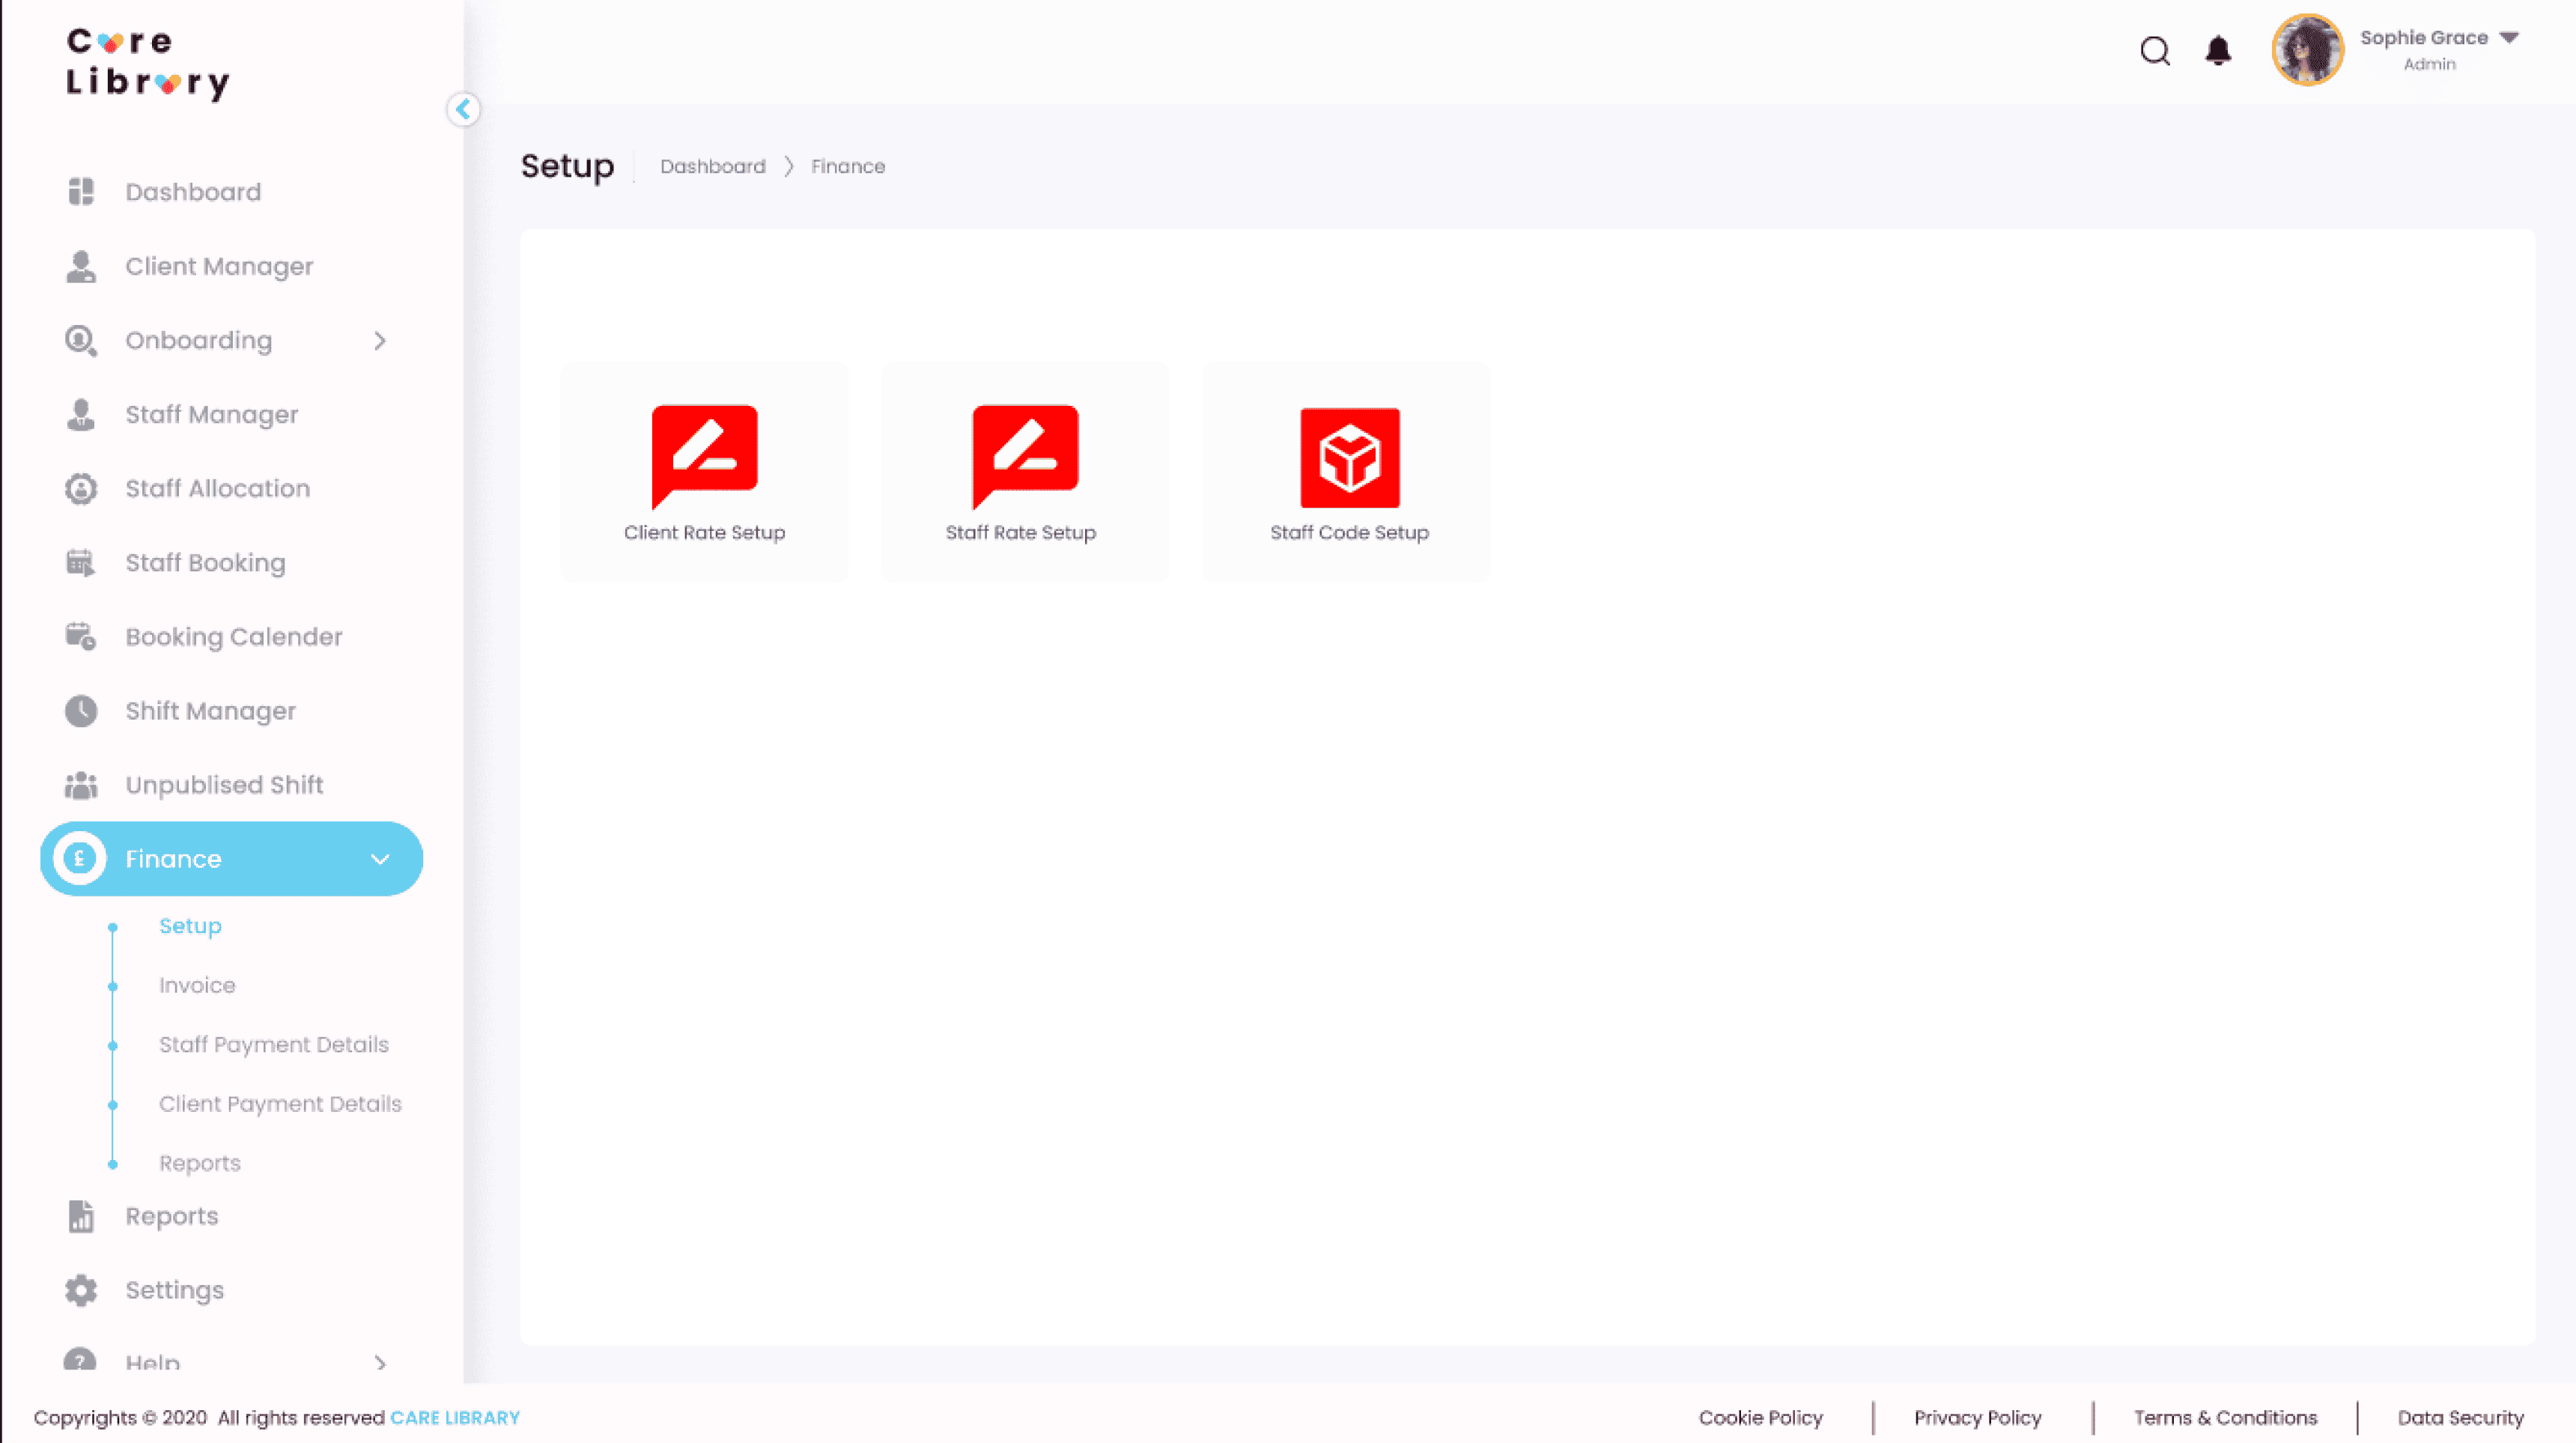 Care
Library
Sophie Grace
Admin
Setup
Dashboard > Finance
Dashboard
Client Manager
Onboarding
Staff Manager
Staff Allocation
Staff Booking
Booking Calender
Shift Manager
Unpublised Shift
£ Finance
Setup
Invoice
Staff Payment Details
Client Payment Details
Reports
Reports
Settings
? Help
Client Rate Setup
Staff Rate Setup
Staff Code Setup
Copyrights © 2020 All rights reserved CARE LIBRARY
Cookie Policy | Privacy Policy | Terms & Conditions | Data Security